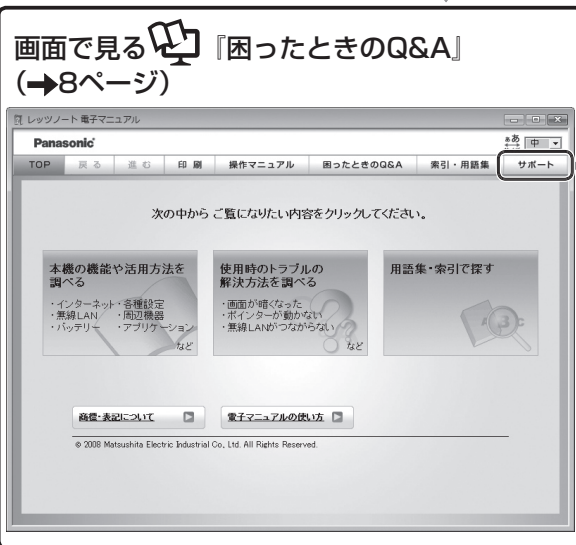 画面で見る『困ったときのQ&A』
(➡8ページ)
レッツノート 電子マニュアル
Panasonic
あ あ 中
TOP 戻る 進む 印刷 操作マニュアル 困ったときのQ&A 索引・用語集 サポート
次の中から ご覧になりたい内容をクリックしてください。
本機の機能や活用方法を
調べる
・インターネット ・各種設定
・無線LAN ・周辺機器
・バッテリー ・アプリケーション
など
使用時のトラブルの
解決方法を調べる
・画面が暗くなった
・ポインターが動かない
・無線LANがつながらない
など
用語集・索引で探す
商標・表記について
電子マニュアルの使い方
© 2008 Matsushita Electric Industrial Co., Ltd. All Rights Reserved.